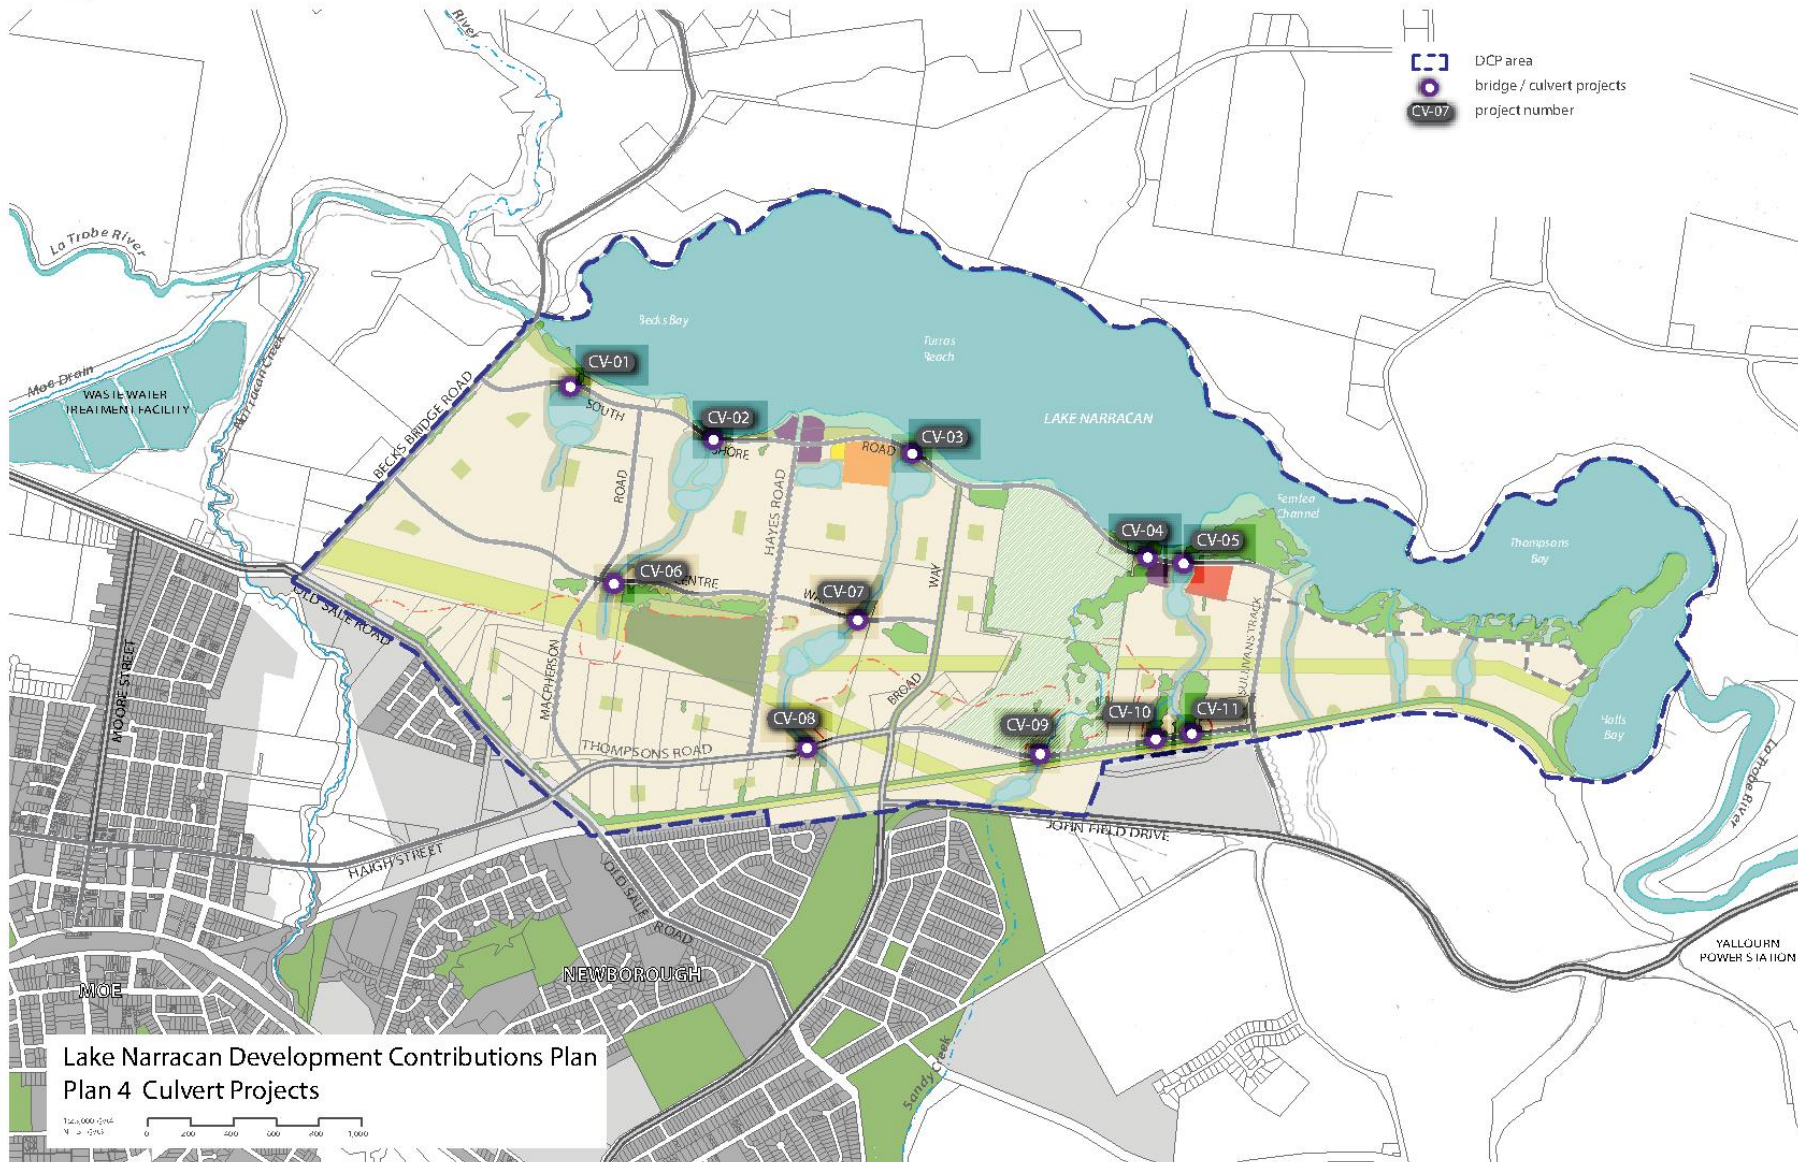 River
DCP area
bridge / culvert projects
CV-07
project number
La Trobe River
Becks Bay
Turras
Reach
LAKE NARRACAN
Moe Drain
WASTE WATER
TREATMENT FACILITY
Narracan Creek
BECKS BRIDGE ROAD
CV-01
SOUTH
CV-02
SHORE
CV-03
ROAD
ROAD
HAYES ROAD
Fernlea
Channel
CV-04
CV-05
Thompsons
Bay
CV-06
CENTRE
CV-07
WAY
OLD SALE ROAD
MOORE STREET
MACPHERSON
BROAD
SULLIVANS TRACK
CV-08
CV-09
CV-10
CV-11
Halls
Bay
THOMPSONS ROAD
La Trobe River
HAIGH STREET
JOHN FIELD DRIVE
OLD SALE ROAD
YALLOURN
POWER STATION
MOE
NEWBOROUGH
Sandy Creek
Lake Narracan Development Contributions Plan
Plan 4 Culvert Projects
0 200 400 600 800 1,000